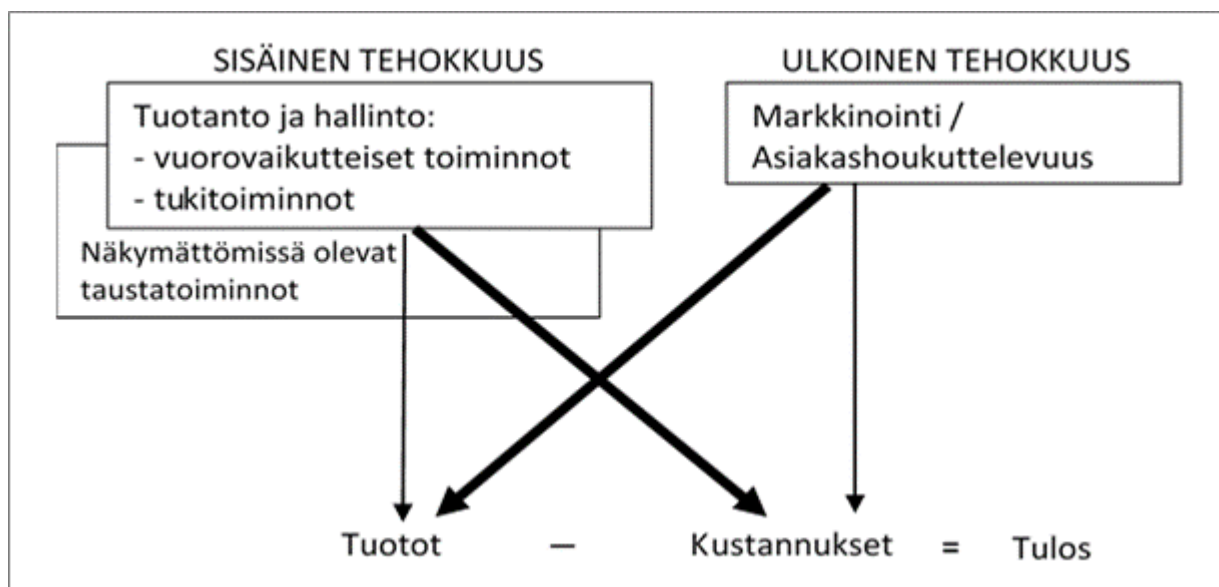 SISÄINEN TEHOKKUUS
Tuotanto ja hallinto:
- vuorovaikutteiset toiminnot
- tukitoiminnot
Näkymättömissä olevat
taustatoiminnot
ULKOINEN TEHOKKUUS
Markkinointi /
Asiakashoukuttelevuus
Tuotot — Kustannukset = Tulos